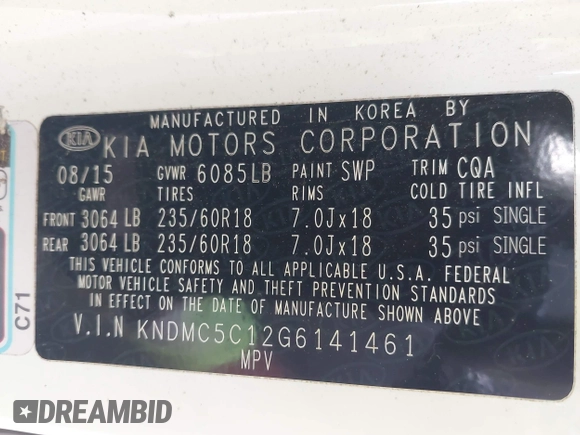 MANUFACTURED IN KOREA BY
KIA KIA MOTORS CORPORATION
08/15 GVWR 6085LB PAINT SWP TRIM CQA
GAWR TIRES RIMS COLD TIRE INFL
FRONT 3064 LB 235/60R18 7.0Jx18 35 psi SINGLE
REAR 3064 LB 235/60R18 7.0Jx18 35 psi SINGLE
THIS VEHICLE CONFORMS TO ALL APPLICABLE U.S.A. FEDERAL
MOTOR VEHICLE SAFETY AND THEFT PREVENTION STANDARDS
IN EFFECT ON THE DATE OF MANUFACTURE SHOWN ABOVE
V.I.N KNDMC5C12G6141461
MPV
C71
DREAMBID